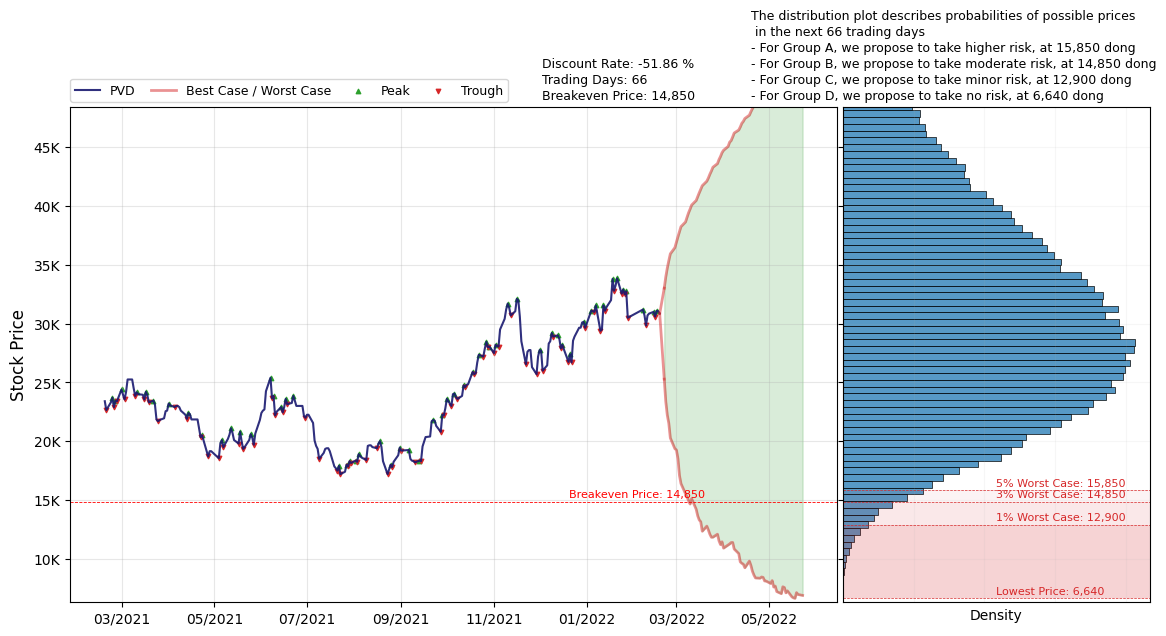 The distribution plot describes probabilities of possible prices
in the next 66 trading days
- For Group A, we propose to take higher risk, at 15,850 dong
- For Group B, we propose to take moderate risk, at 14,850 dong
- For Group C, we propose to take minor risk, at 12,900 dong
- For Group D, we propose to take no risk, at 6,640 dong
Discount Rate: -51.86 %
Trading Days: 66
Breakeven Price: 14,850
PVD
Best Case / Worst Case
Peak
Trough
Stock Price
45K
40K
35K
30K
25K
20K
15K
10K
Breakeven Price: 14,850
5% Worst Case: 15,850
3% Worst Case: 14,850
1% Worst Case: 12,900
Lowest Price: 6,640
03/2021
05/2021
07/2021
09/2021
11/2021
01/2022
03/2022
05/2022
Density